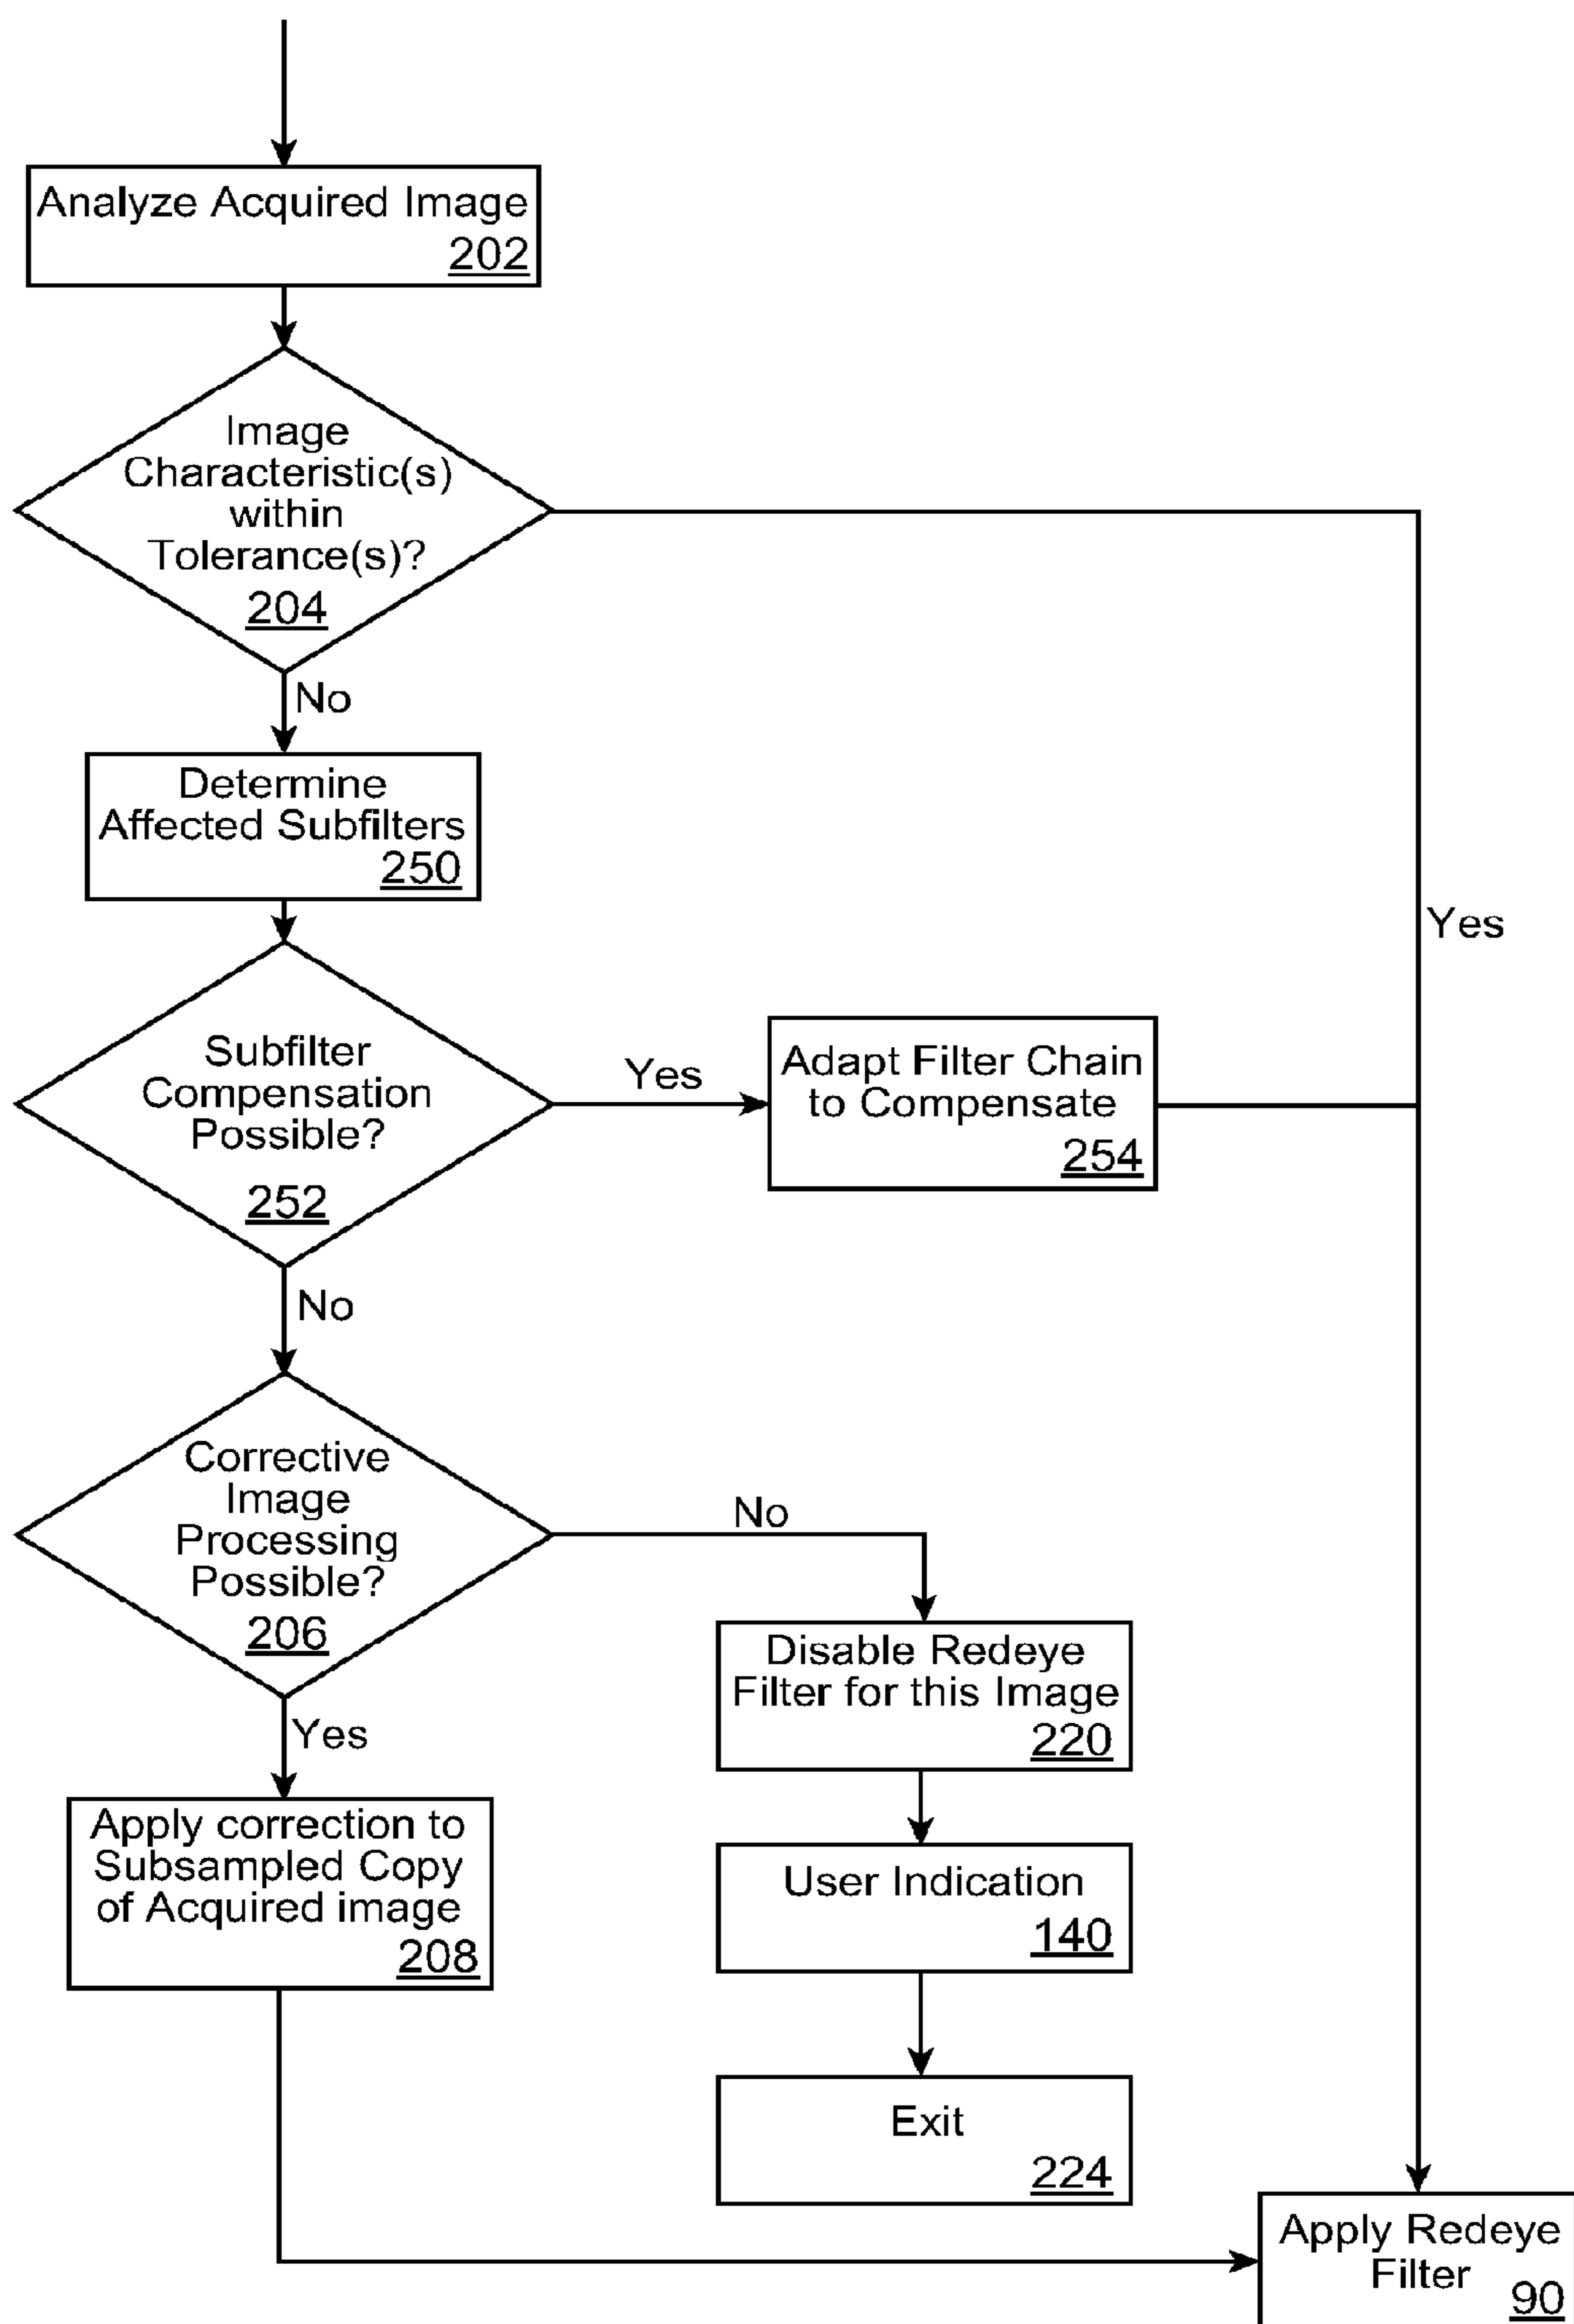 Analyze Acquired Image
202
Image
Characteristic(s)
within
Tolerance(s)?
204
No
Yes
Determine
Affected Subfilters
250
Subfilter
Compensation
Possible?
252
Yes
Adapt Filter Chain
to Compensate
254
No
Corrective
Image
Processing
Possible?
206
No
Disable Redeye
Filter for this Image
220
Yes
Apply correction to
Subsampled Copy
of Acquired image
208
User Indication
140
Exit
224
Apply Redeye
Filter
90